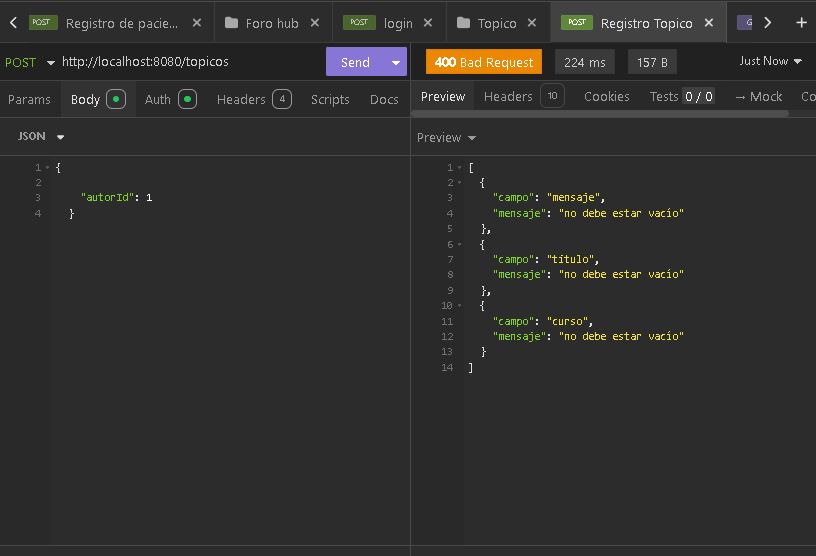 POST Registro de pacie... Foro hub POST login Topico POST Registro Topico G
POST http://localhost:8080/topicos Send 400 Bad Request 224 ms 157 B Just Now
Params Body Auth Headers 4 Scripts Docs Preview Headers 10 Cookies Tests 0 / 0 → Mock Co
JSON
1 {
2
3 "autorId": 1
4 }
Preview
1 [
2 {
3 "campo": "mensaje",
4 "mensaje": "no debe estar vacío"
5 },
6 {
7 "campo": "titulo",
8 "mensaje": "no debe estar vacío"
9 },
10 {
11 "campo": "curso",
12 "mensaje": "no debe estar vacío"
13 }
14 ]